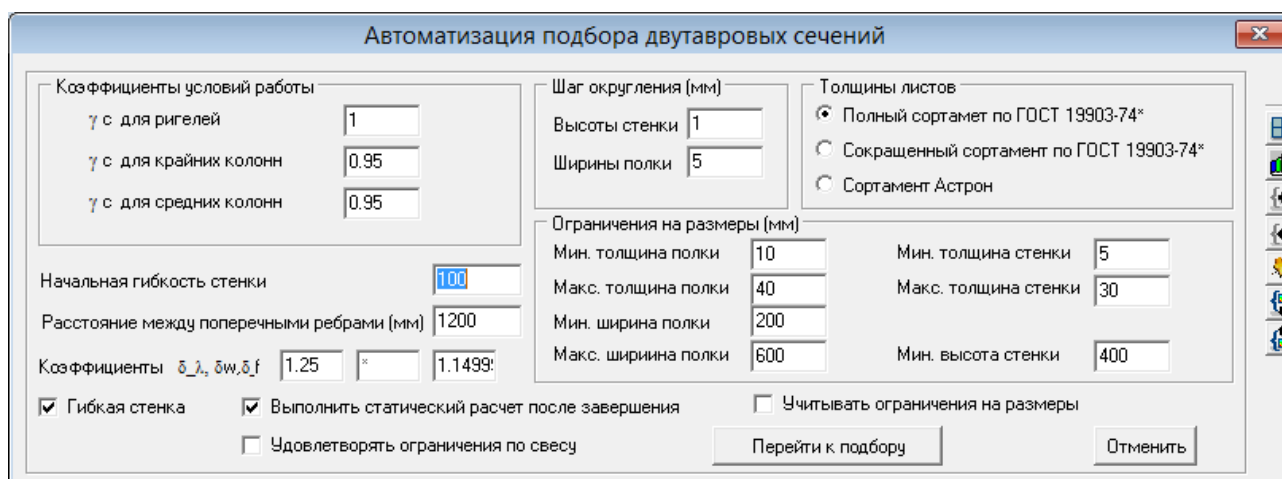 Автоматизация подбора двутавровых сечений
Коэффициенты условий работы
γ с для ригелей 1
γ с для крайних колонн 0.95
γ с для средних колонн 0.95
Шаг округления (мм)
Высоты стенки 1
Ширины полки 5
Толщины листов
Полный сортамет по ГОСТ 19903-74*
Сокращенный сортамент по ГОСТ 19903-74*
Сортамент Астрон
Начальная гибкость стенки 100
Расстояние между поперечными ребрами (мм) 1200
Коэффициенты δ_λ, δw,δ_f 1.25 * 1.1499
Ограничения на размеры (мм)
Мин. толщина полки 10 Мин. толщина стенки 5
Макс. толщина полки 40 Макс. толщина стенки 30
Мин. ширина полки 200
Макс. шириина полки 600 Мин. высота стенки 400
Гибкая стенка Выполнить статический расчет после завершения Учитывать ограничения на размеры
Удовлетворять ограничения по свесу Перейти к подбору Отменить